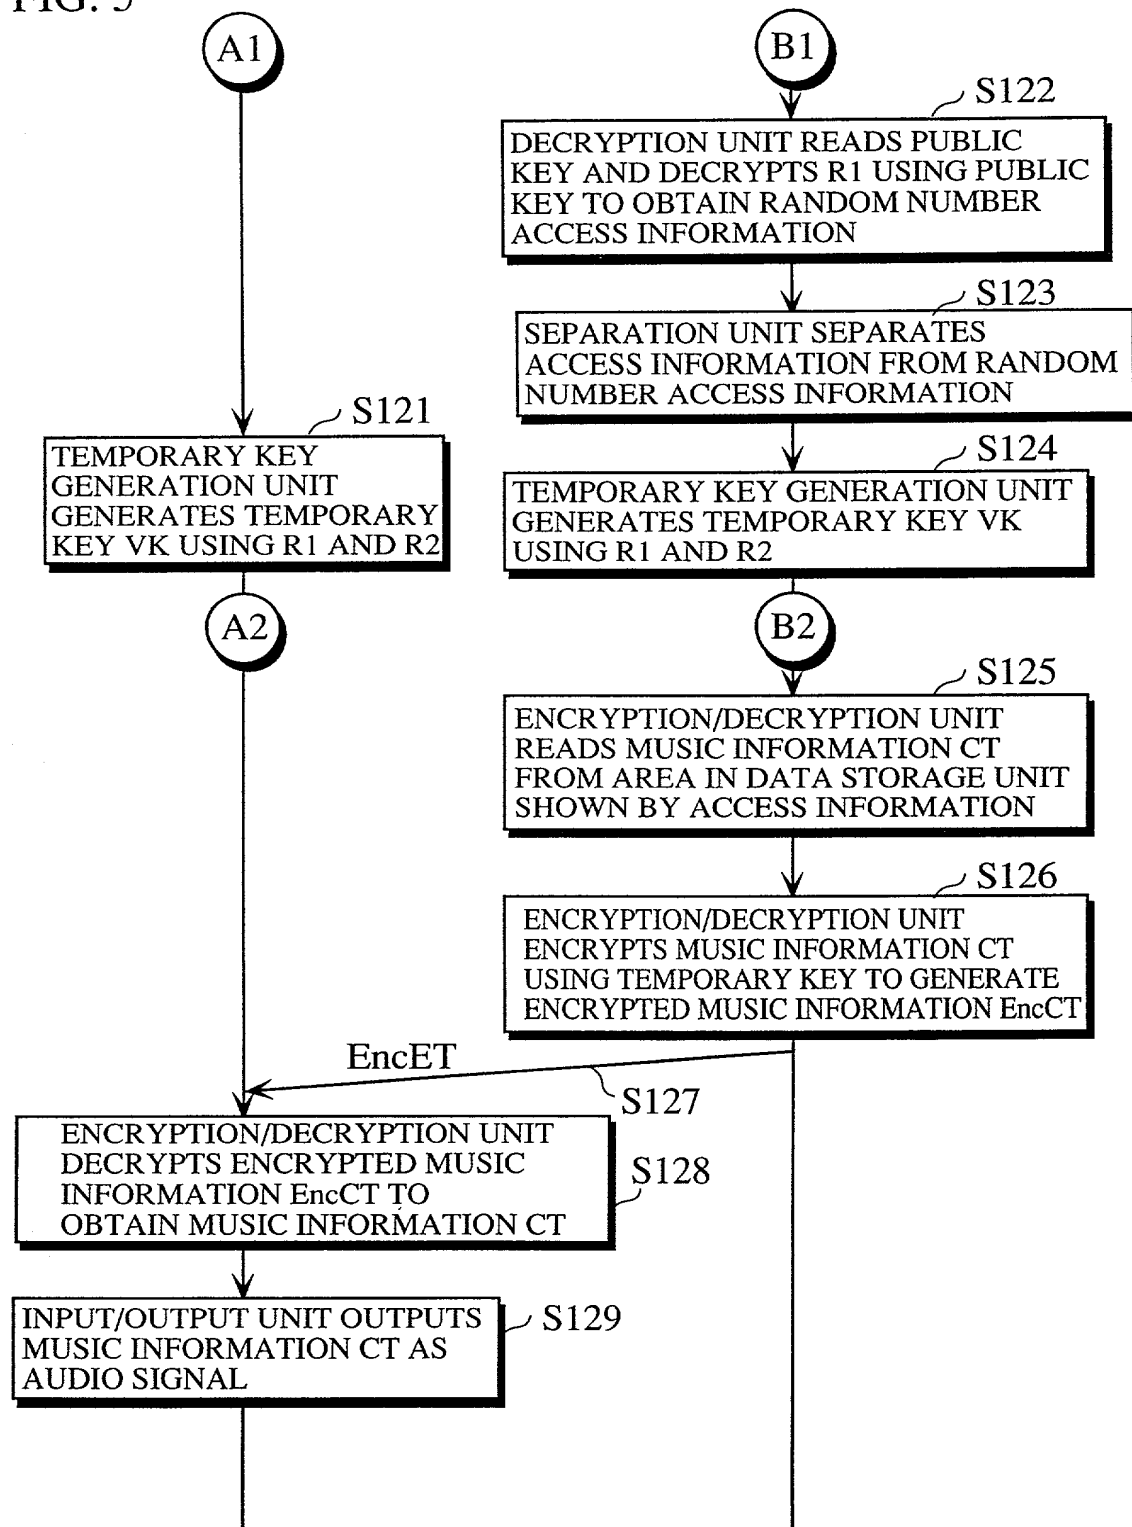 FIG. 5
A1
B1
S122
DECRYPTION UNIT READS PUBLIC
KEY AND DECRYPTS R1 USING PUBLIC
KEY TO OBTAIN RANDOM NUMBER
ACCESS INFORMATION
S123
SEPARATION UNIT SEPARATES
ACCESS INFORMATION FROM RANDOM
NUMBER ACCESS INFORMATION
S121
TEMPORARY KEY
GENERATION UNIT
GENERATES TEMPORARY
KEY VK USING R1 AND R2
S124
TEMPORARY KEY GENERATION UNIT
GENERATES TEMPORARY KEY VK
USING R1 AND R2
A2
B2
S125
ENCRYPTION/DECRYPTION UNIT
READS MUSIC INFORMATION CT
FROM AREA IN DATA STORAGE UNIT
SHOWN BY ACCESS INFORMATION
S126
ENCRYPTION/DECRYPTION UNIT
ENCRYPTS MUSIC INFORMATION CT
USING TEMPORARY KEY TO GENERATE
ENCRYPTED MUSIC INFORMATION EncCT
EncET
S127
ENCRYPTION/DECRYPTION UNIT
DECRYPTS ENCRYPTED MUSIC
INFORMATION EncCT TO
OBTAIN MUSIC INFORMATION CT
S128
INPUT/OUTPUT UNIT OUTPUTS
MUSIC INFORMATION CT AS
AUDIO SIGNAL
S129